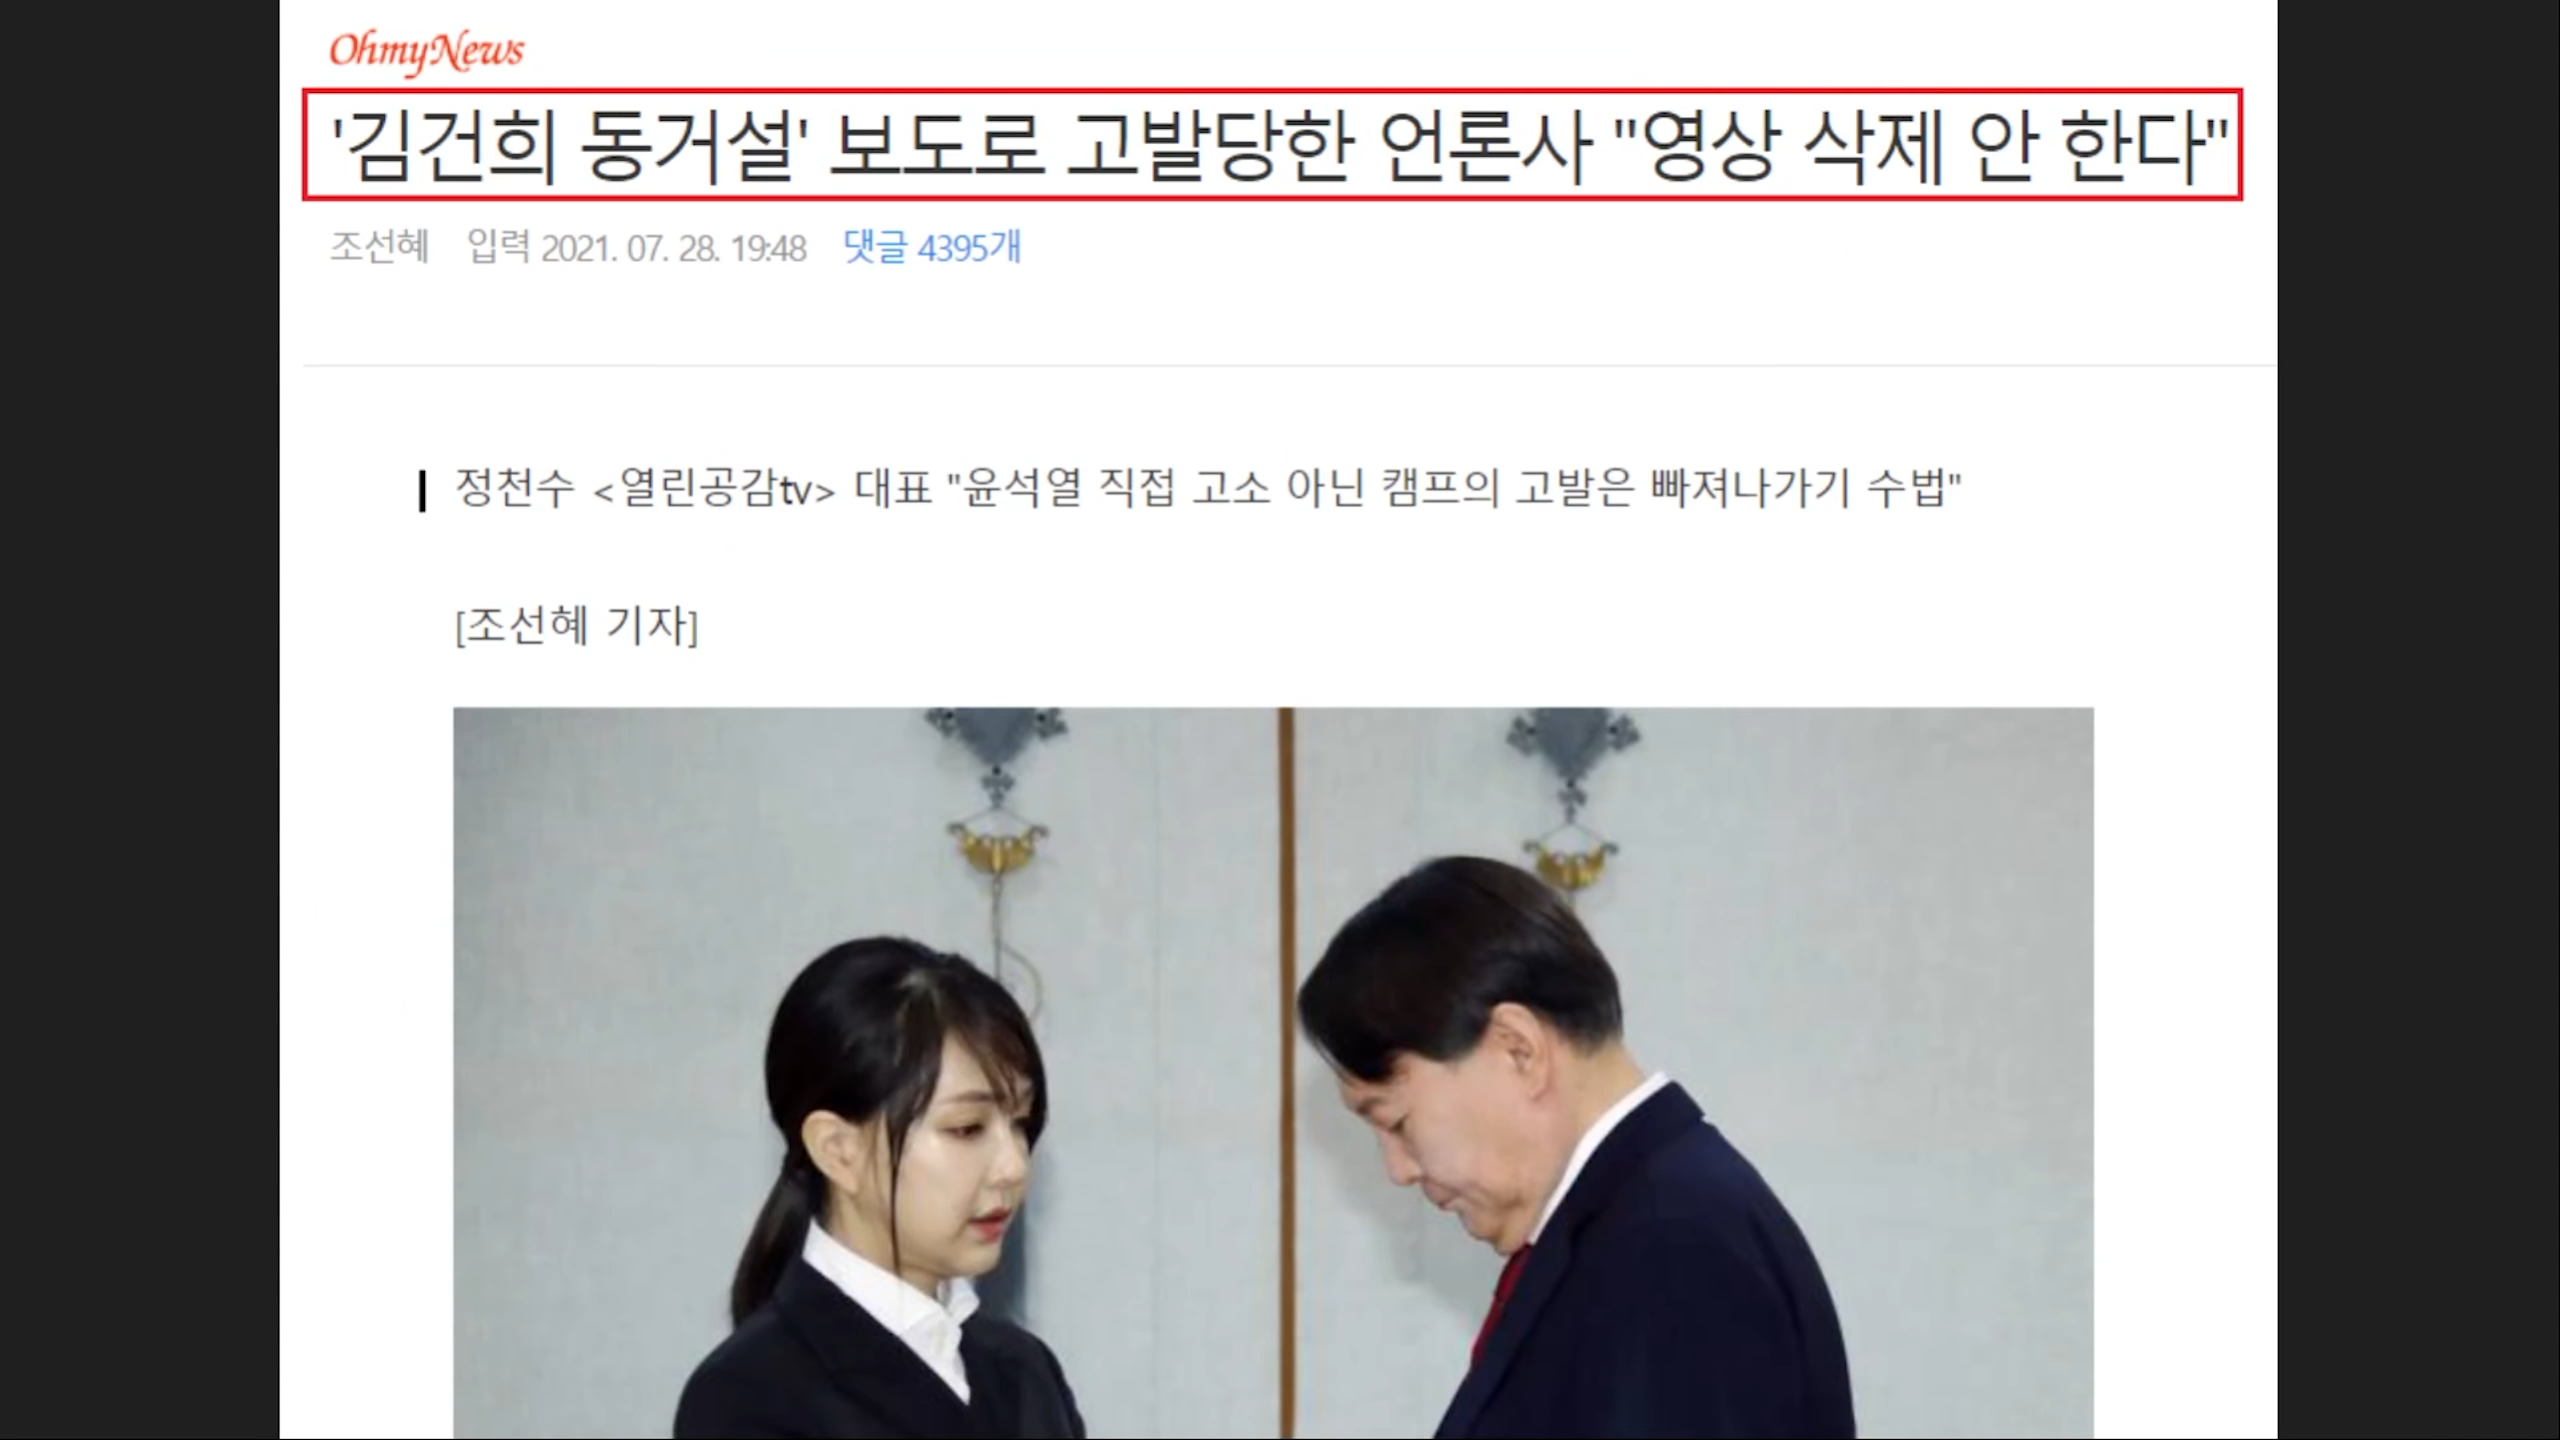 OhmyNews
'김건희 동거설' 보도로 고발당한 언론사 "영상 삭제 안 한다"
조선혜 입력 2021. 07. 28. 19:48 댓글 4395개
정천수 <열린공감tv> 대표 "윤석열 직접 고소 아닌 캠프의 고발은 빠져나가기 수법"
[조선혜 기자]